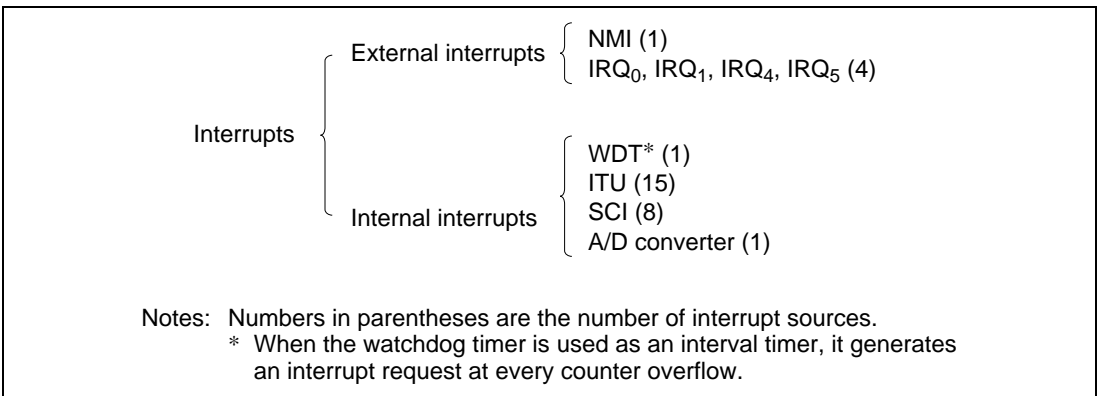 External interrupts
NMI (1)
IRQ₀, IRQ₁, IRQ₄, IRQ₅ (4)
Interrupts
Internal interrupts
WDT* (1)
ITU (15)
SCI (8)
A/D converter (1)
Notes: Numbers in parentheses are the number of interrupt sources.
* When the watchdog timer is used as an interval timer, it generates
an interrupt request at every counter overflow.